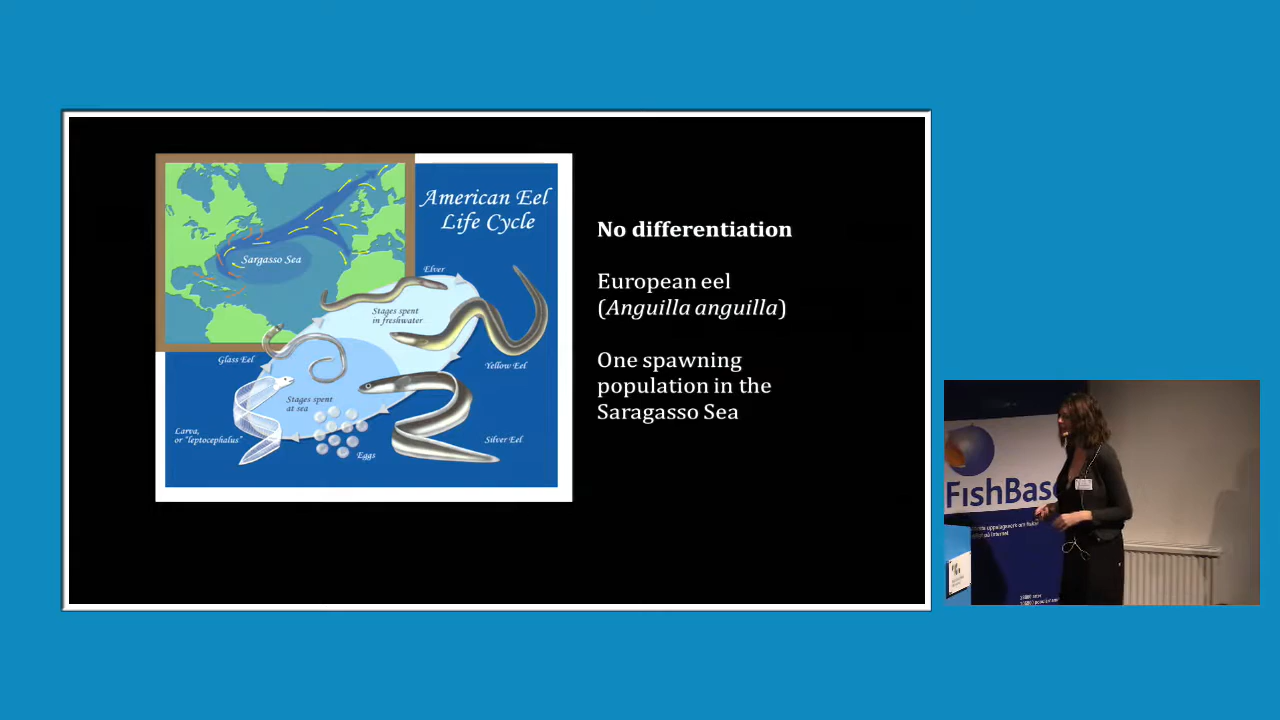 American Eel
Life Cycle
Sargasso Sea
Elver
Stages spent
in freshwater
Glass Eel
Yellow Eel
Stages spent
at sea
Larva,
or "leptocephalus"
Eggs
Silver Eel
No differentiation
European eel
(Anguilla anguilla)
One spawning
population in the
Saragasso Sea
FishBase
på Internet